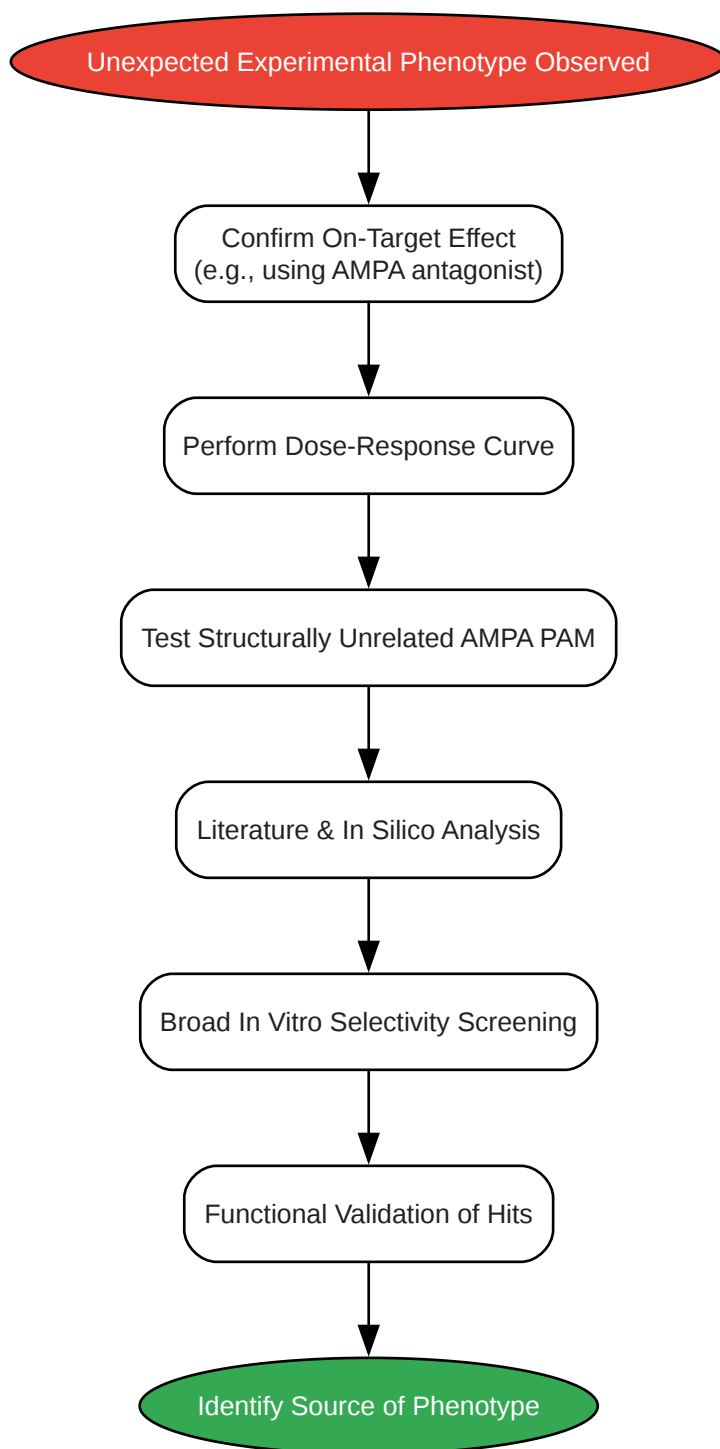 Unexpected Experimental Phenotype Observed
Confirm On-Target Effect
(e.g., using AMPA antagonist)
Perform Dose-Response Curve
Test Structurally Unrelated AMPA PAM
Literature & In Silico Analysis
Broad In Vitro Selectivity Screening
Functional Validation of Hits
Identify Source of Phenotype